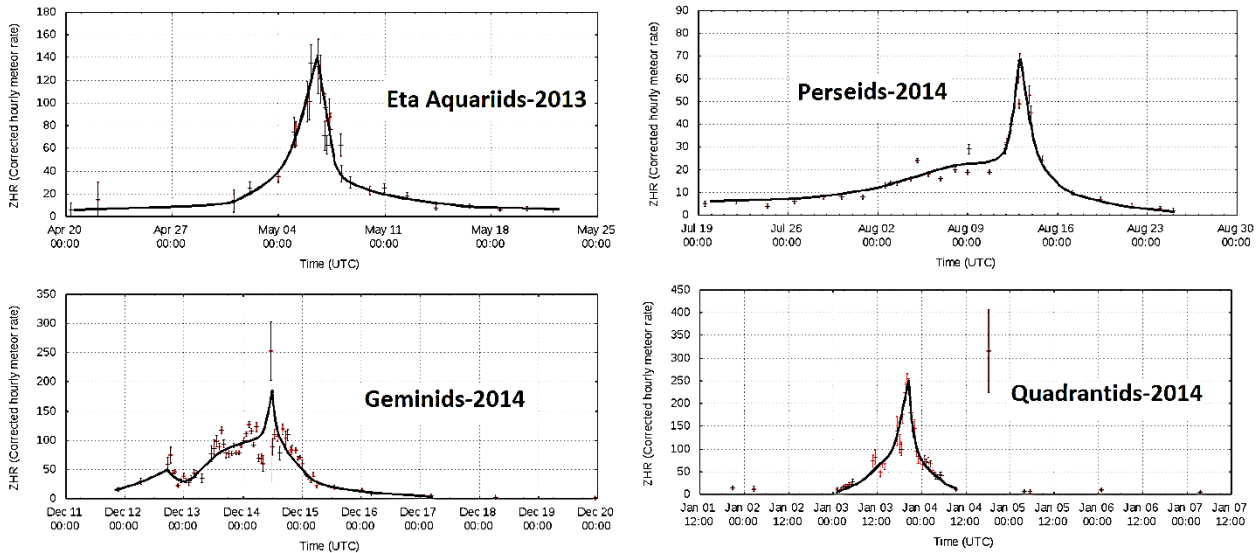 180
160
140
120
100
80
60
40
20
0
ZHR (Corrected hourly meteor rate)
Eta Aquariids-2013
Apr 20 Apr 27 May 04 May 11 May 18 May 25
00:00 00:00 00:00 00:00 00:00 00:00
Time (UTC)
90
80
70
60
50
40
30
20
10
0
ZHR (Corrected hourly meteor rate)
Perseids-2014
Jul 19 Jul 26 Aug 02 Aug 09 Aug 16 Aug 23 Aug 30
00:00 00:00 00:00 00:00 00:00 00:00 00:00
Time (UTC)
350
300
250
200
150
100
50
0
ZHR (Corrected hourly meteor rate)
Geminids-2014
Dec 11 Dec 12 Dec 13 Dec 14 Dec 15 Dec 16 Dec 17 Dec 18 Dec 19 Dec 20
00:00 00:00 00:00 00:00 00:00 00:00 00:00 00:00 00:00 00:00
Time (UTC)
450
400
350
300
250
200
150
100
50
0
ZHR (Corrected hourly meteor rate)
Quadrantids-2014
Jan 01 Jan 02 Jan 02 Jan 03 Jan 03 Jan 04 Jan 04 Jan 05 Jan 05 Jan 06 Jan 06 Jan 07 Jan 07
12:00 00:00 12:00 00:00 12:00 00:00 12:00 00:00 12:00 00:00 12:00 00:00 12:00
Time (UTC)